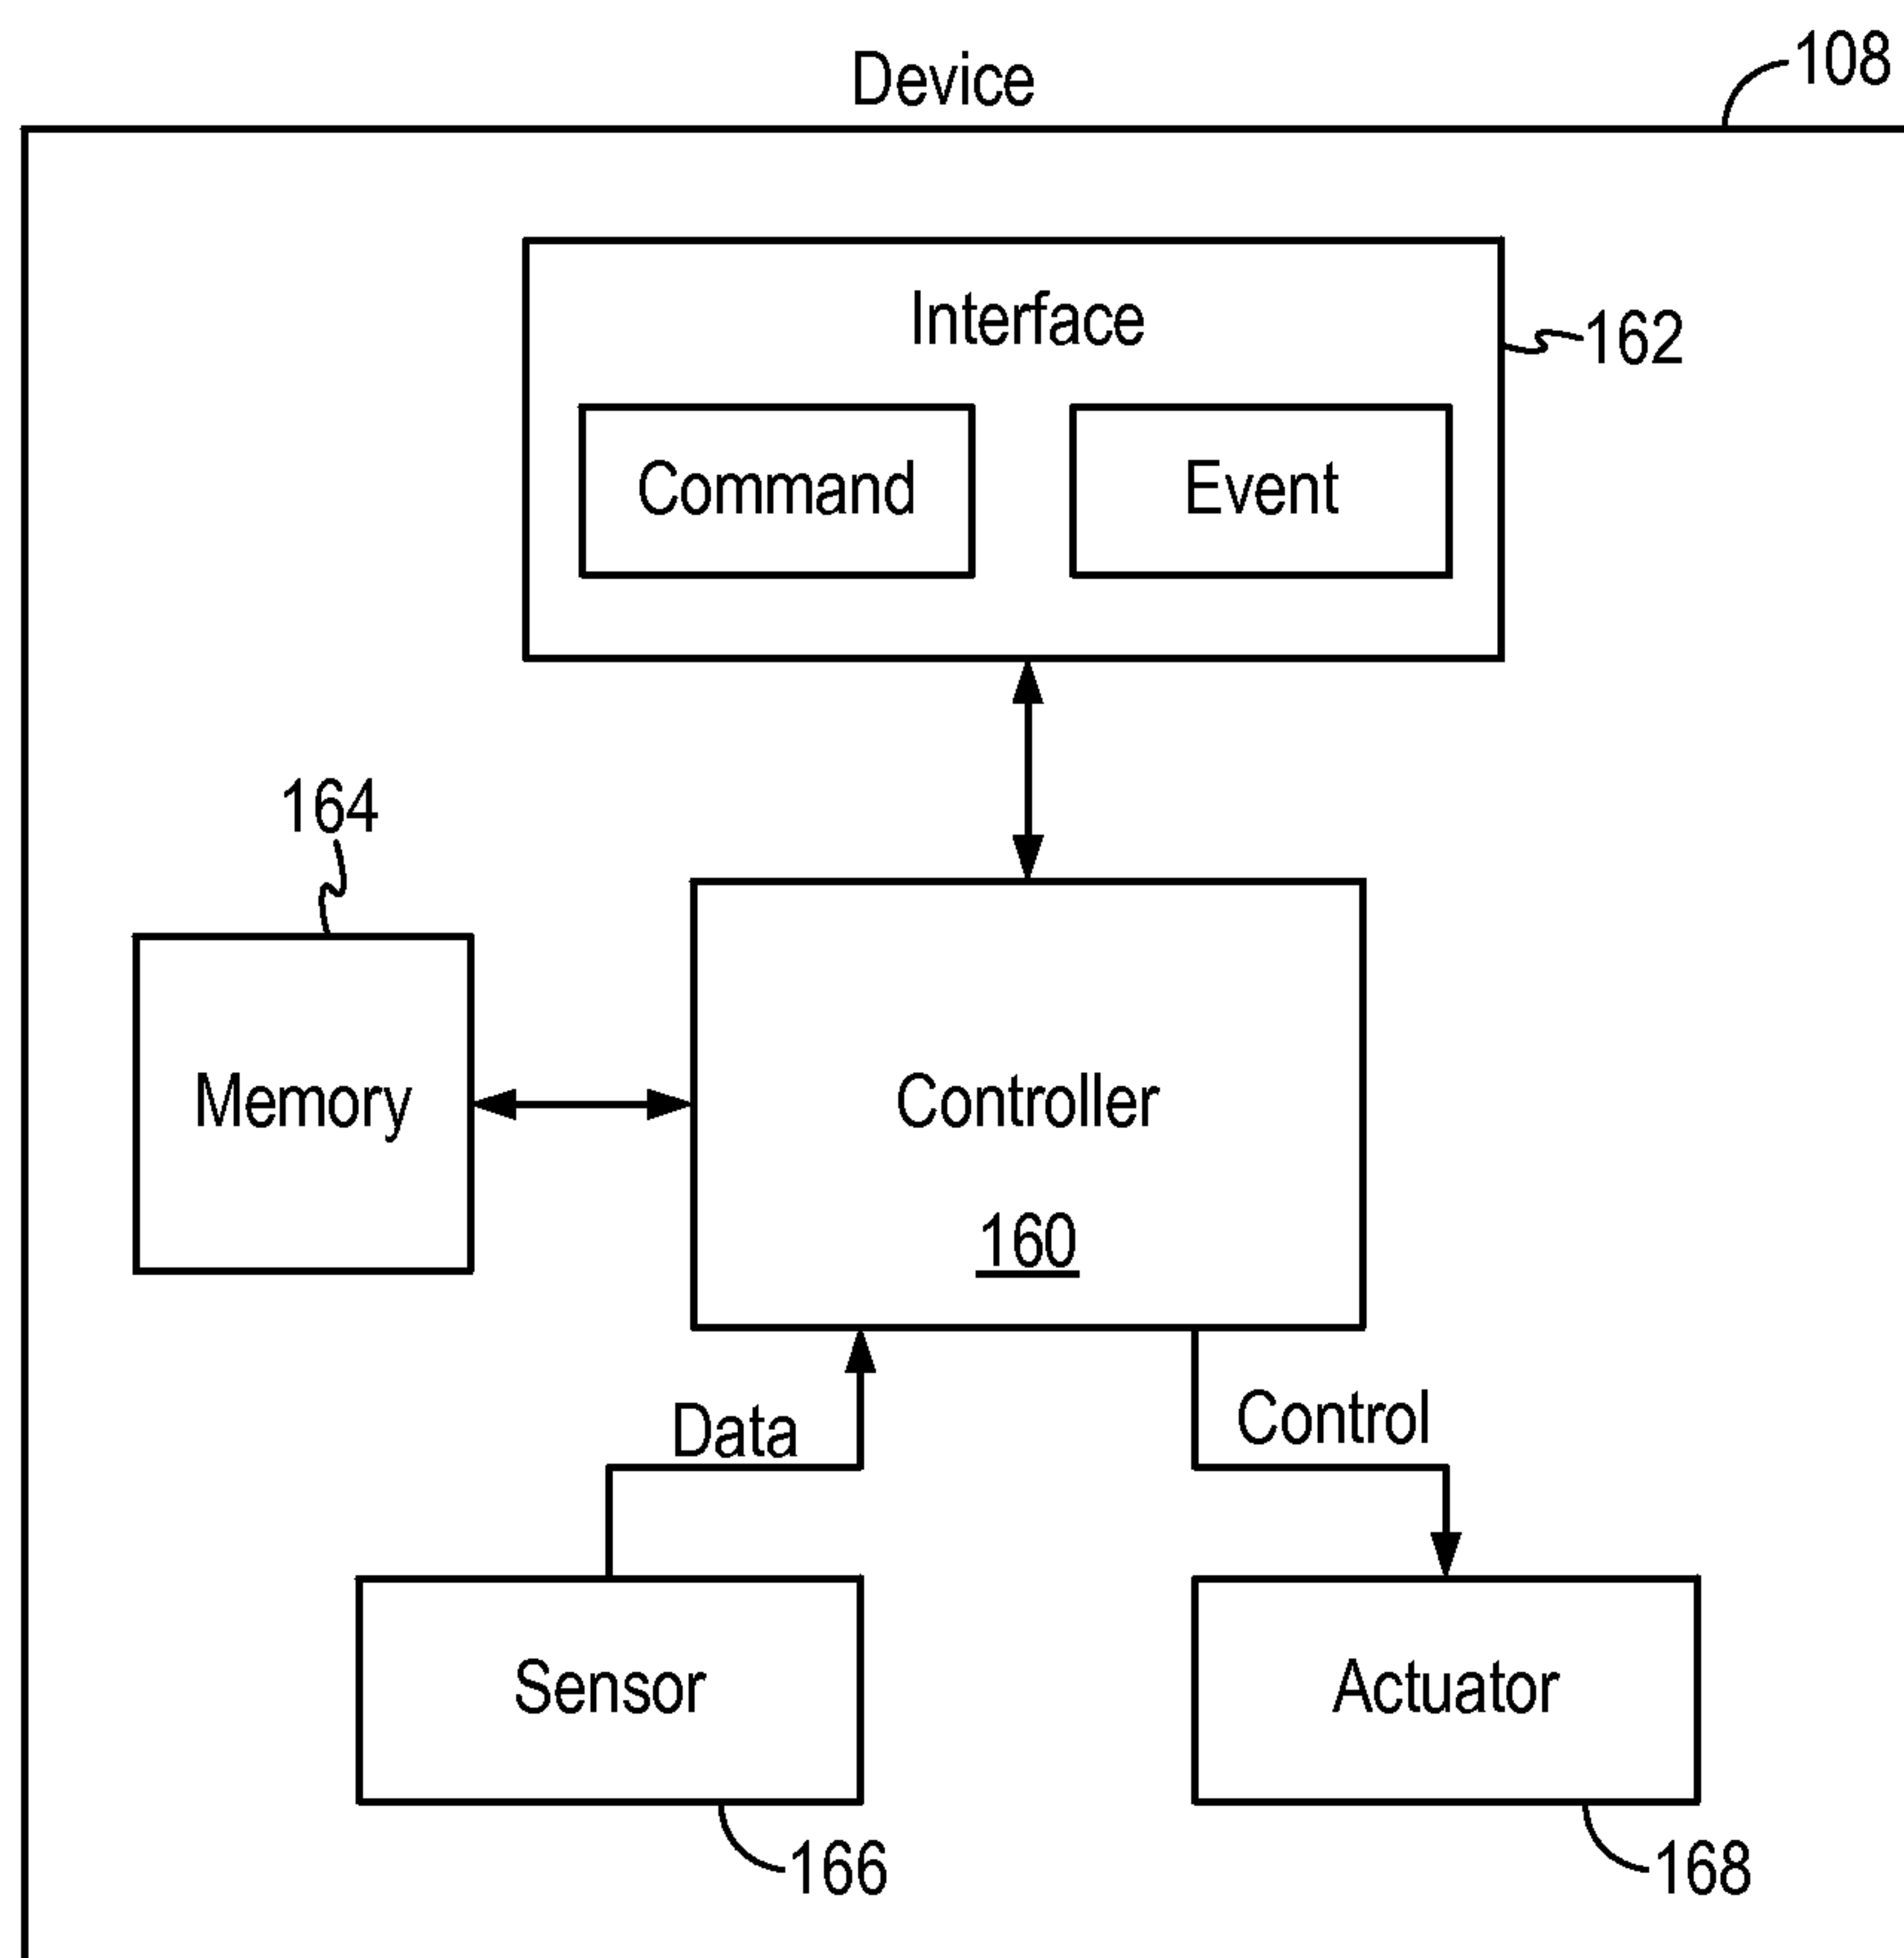 Device
108
Interface
162
Command
Event
164
Memory
Controller
160
Data
Control
Sensor
Actuator
166
168